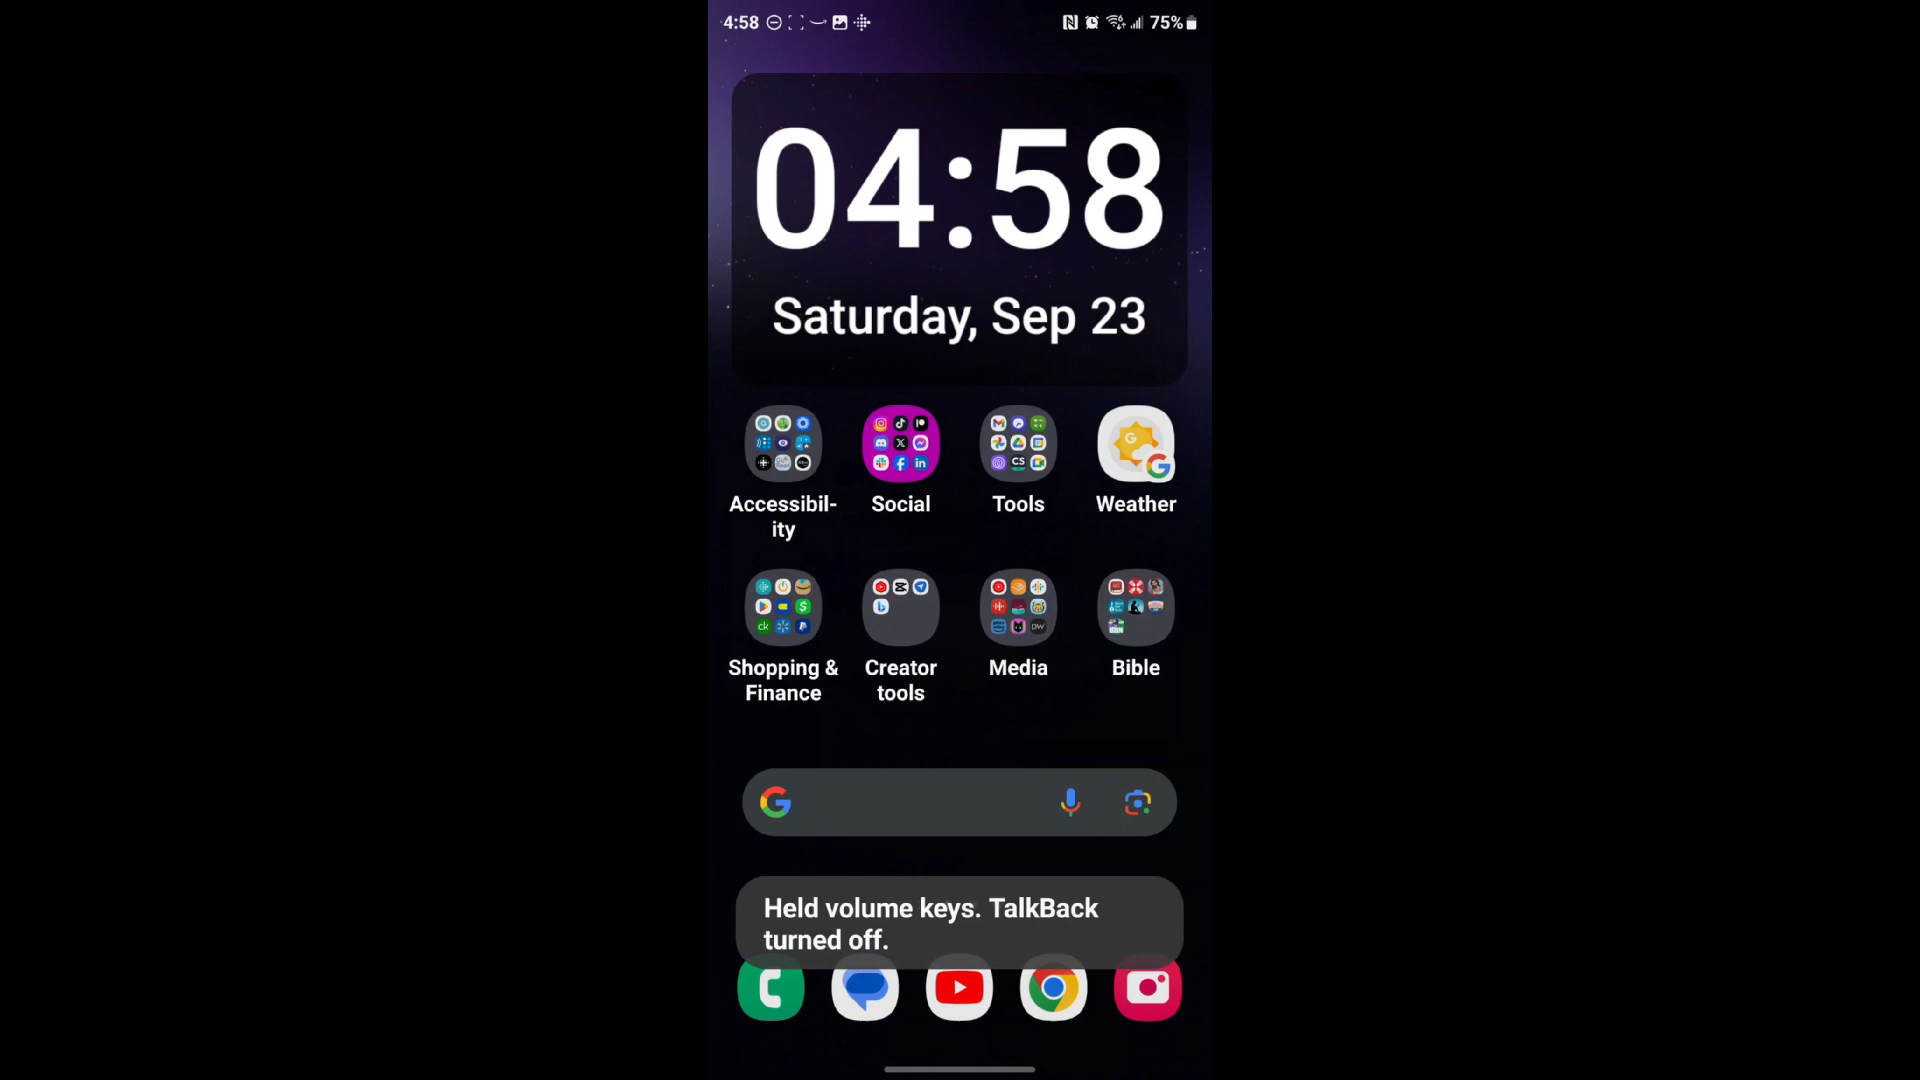 4:58 75%
04:58
Saturday, Sep 23
Accessibil-
ity
Social
Tools
Weather
Shopping &
Finance
Creator
tools
Media
Bible
Held volume keys. TalkBack
turned off.